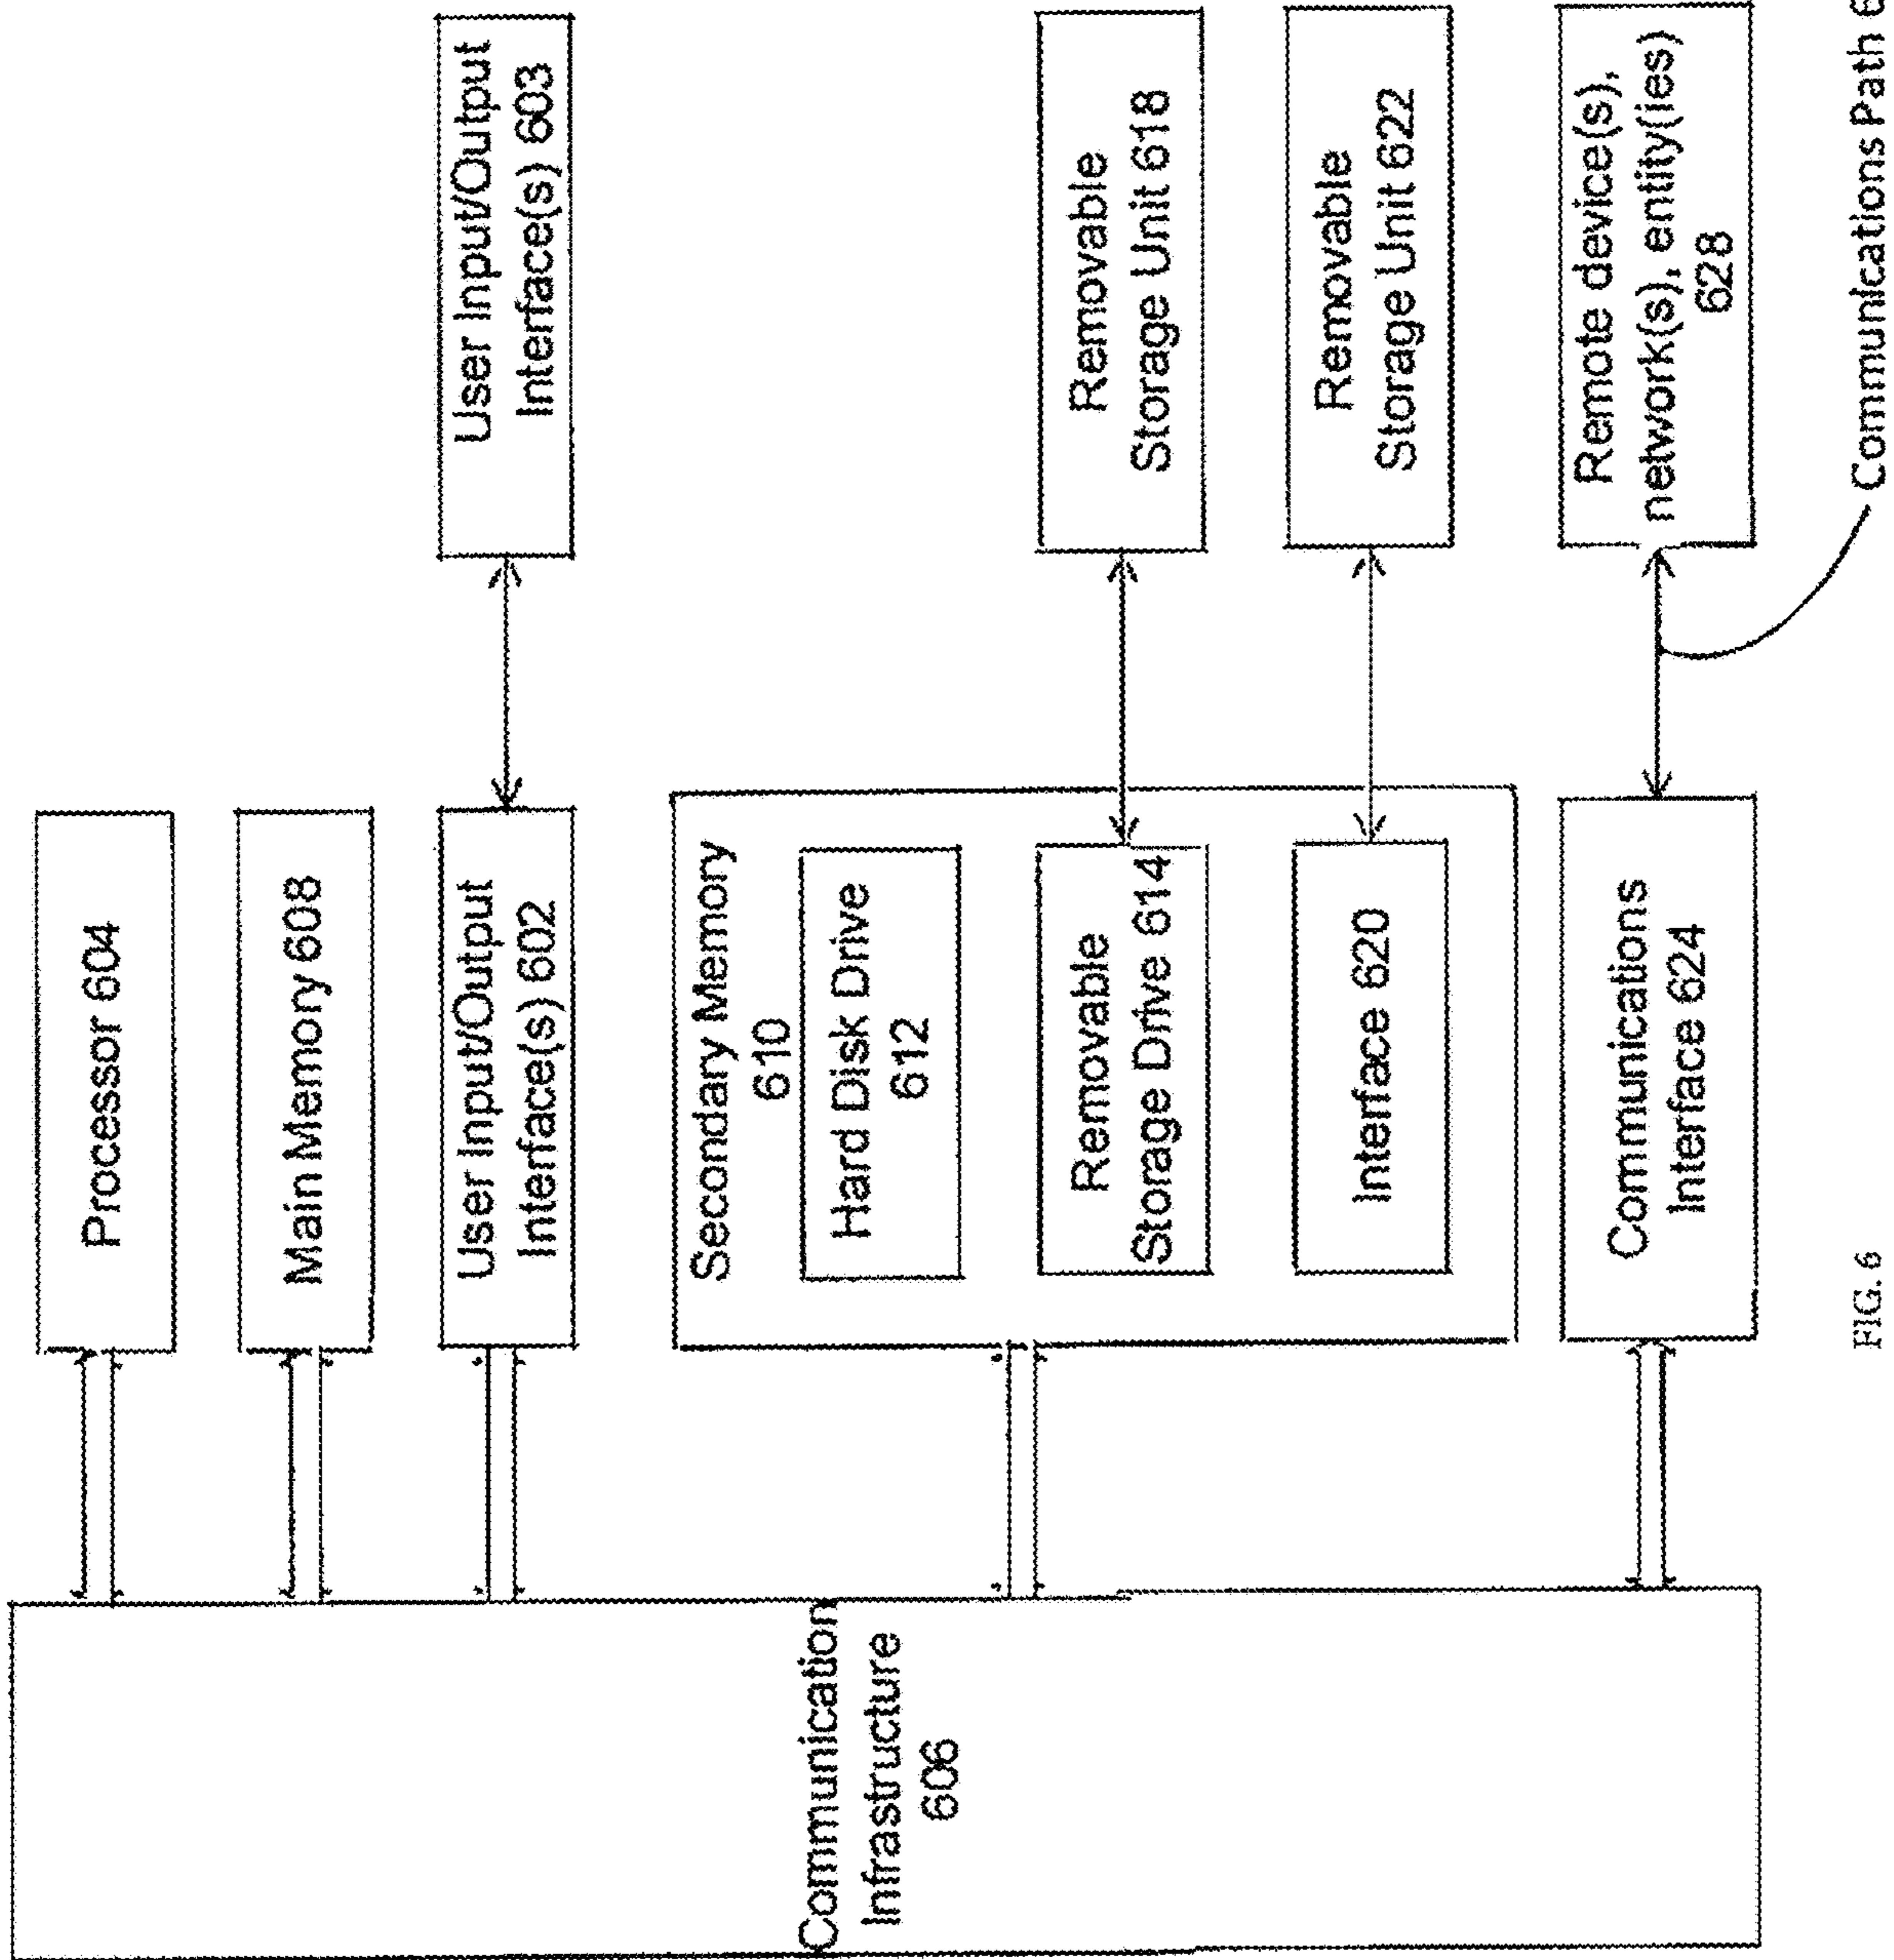 Processor 604
Main Memory 608
User Input/Output
Interface(s) 602
User Input/Output
Interface(s) 603
Communication
Infrastructure
606
Secondary Memory
610
Hard Disk Drive
612
Removable
Storage Drive 614
Removable
Storage Unit 618
Interface 620
Removable
Storage Unit 622
Communications
Interface 624
Remote device(s),
network(s), entity(ies)
628
Communications Path
FIG. 6